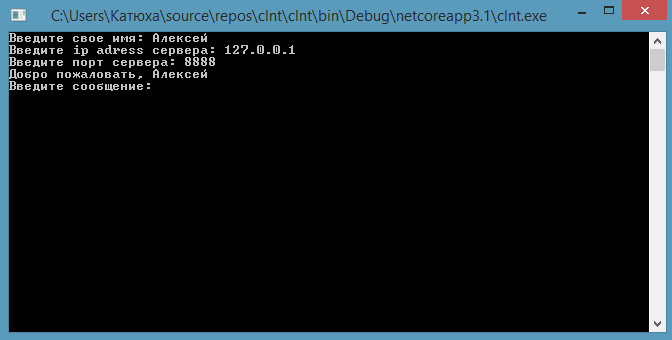 C:\Users\Катюха\source\repos\clnt\clnt\bin\Debug\netcoreapp3.1\clnt.exe
Введите свое имя: Алексей
Введите ip adress сервера: 127.0.0.1
Введите порт сервера: 8888
Добро пожаловать, Алексей
Введите сообщение: